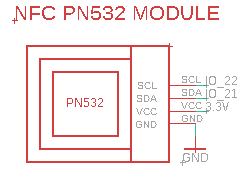 NFC PN532 MODULE
SCL SCL IO_22
SDA SDA IO_21
VCC VCC 3.3V
GND GND
PN532
GND